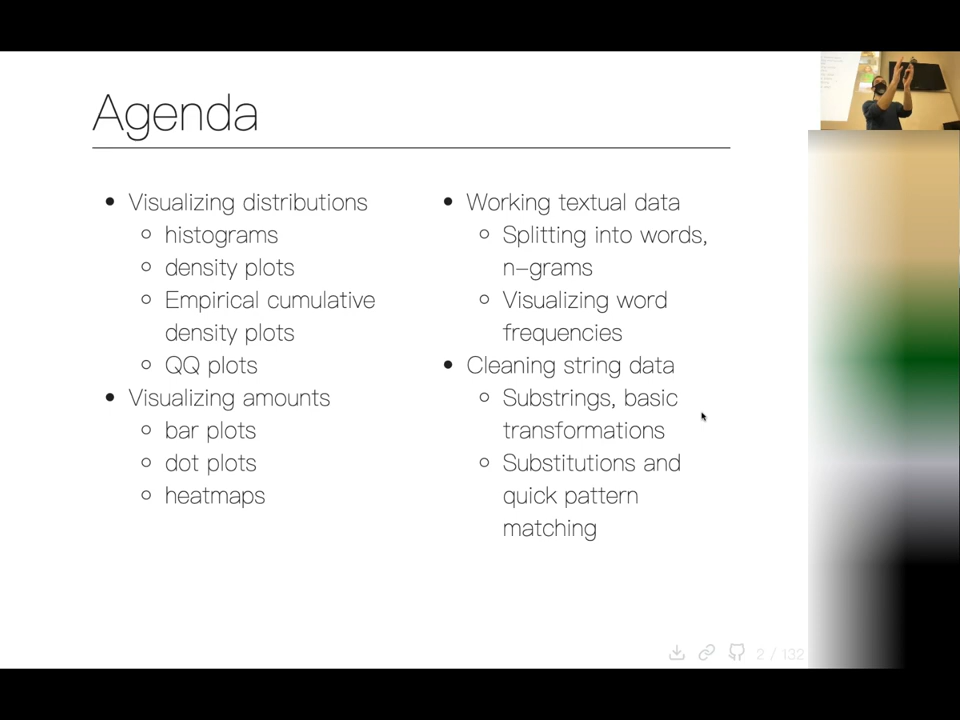 Agenda
Visualizing distributions
histograms
density plots
Empirical cumulative
density plots
QQ plots
Visualizing amounts
bar plots
dot plots
heatmaps
Working textual data
Splitting into words,
n-grams
Visualizing word
frequencies
Cleaning string data
Substrings, basic
transformations
Substitutions and
quick pattern
matching
2 / 132